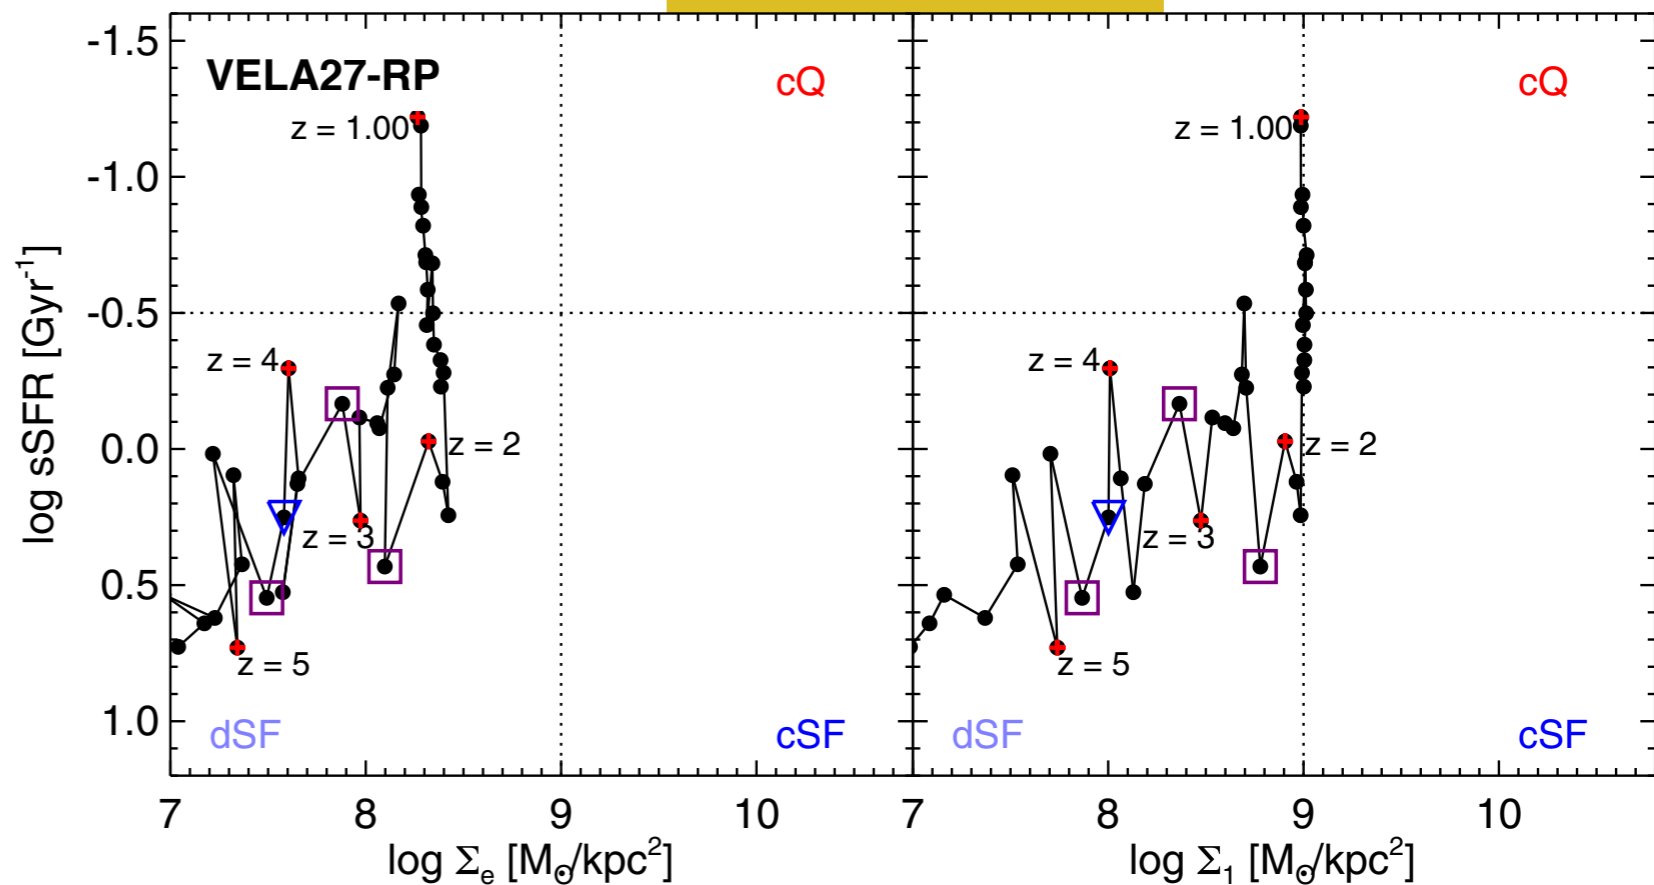 -1.5
-1.0
-0.5
0.0
0.5
1.0
log sSFR [Gyr⁻¹]
VELA27-RP
cQ
z = 1.00
z = 4
z = 2
z = 3
z = 5
dSF
cSF
7
8
9
10
log Σₑ [M⊙/kpc²]
cQ
z = 1.00
z = 4
z = 2
z = 3
z = 5
dSF
cSF
7
8
9
10
log Σ₁ [M⊙/kpc²]